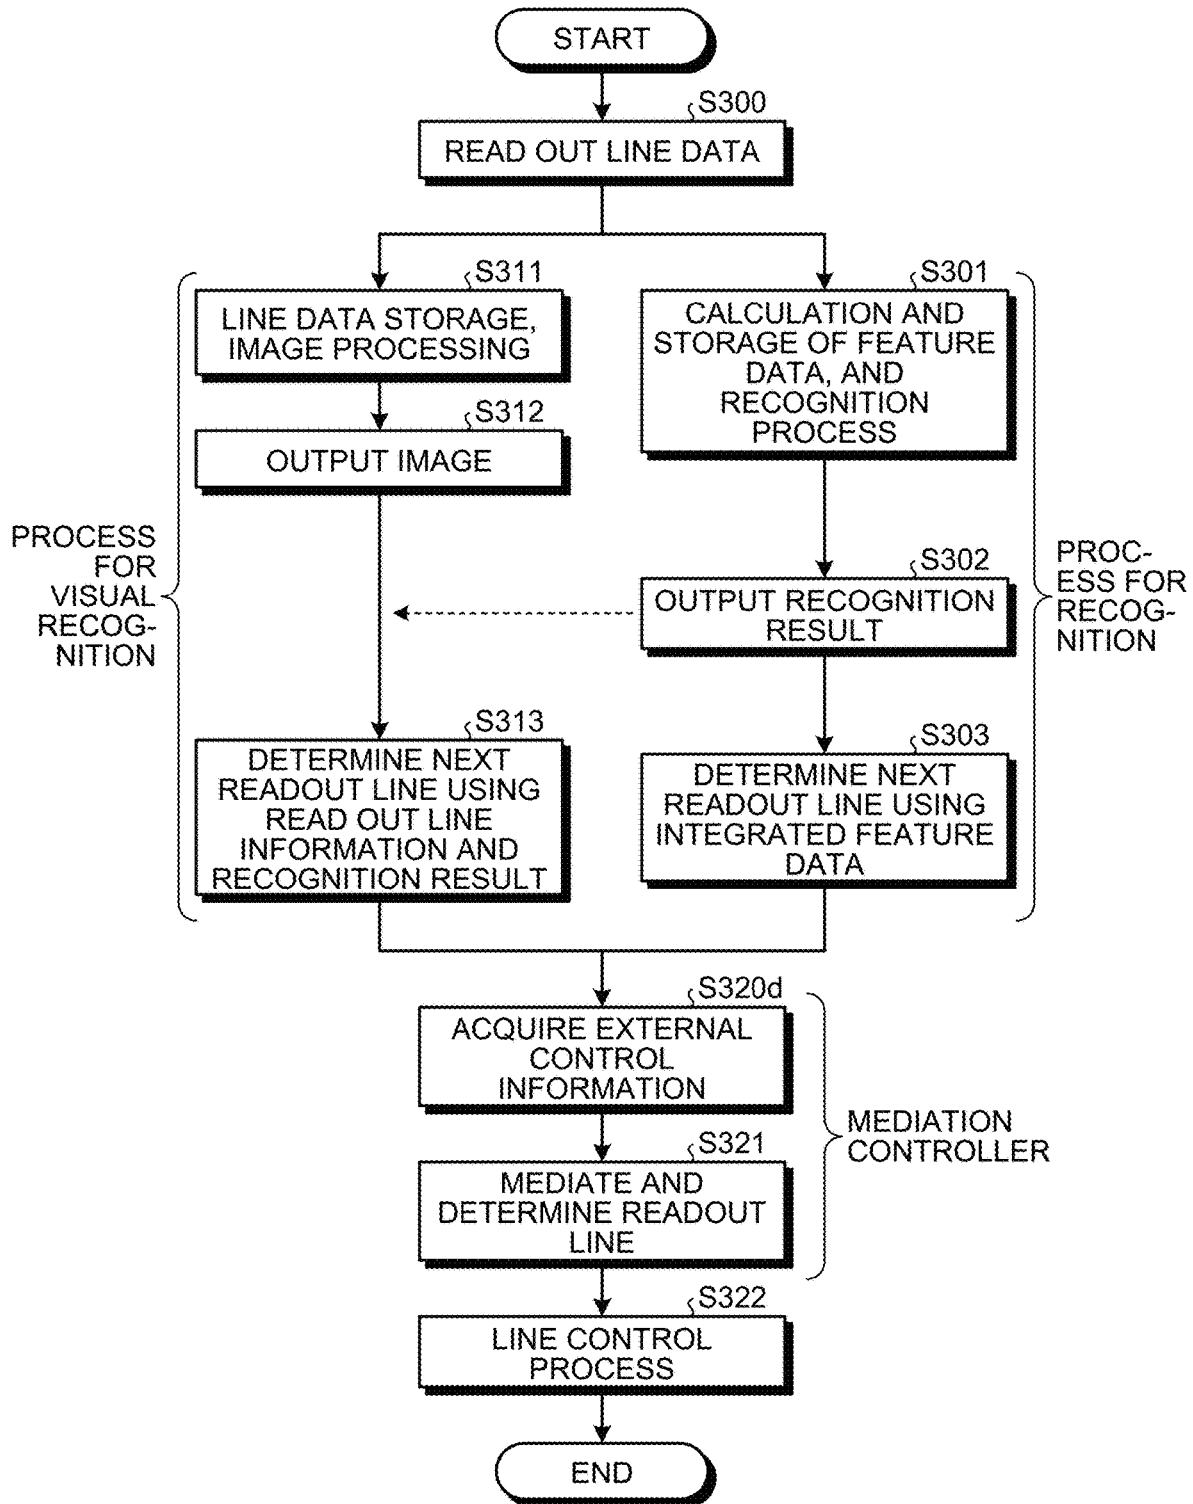 START
S300
READ OUT LINE DATA
S311
LINE DATA STORAGE,
IMAGE PROCESSING
S312
OUTPUT IMAGE
PROCESS
FOR
VISUAL
RECOG-
NITION
S313
DETERMINE NEXT
READOUT LINE USING
READ OUT LINE
INFORMATION AND
RECOGNITION RESULT
S301
CALCULATION AND
STORAGE OF FEATURE
DATA, AND
RECOGNITION
PROCESS
S302
OUTPUT RECOGNITION
RESULT
PROC-
ESS FOR
RECOG-
NITION
S303
DETERMINE NEXT
READOUT LINE USING
INTEGRATED FEATURE
DATA
S320d
ACQUIRE EXTERNAL
CONTROL
INFORMATION
S321
MEDIATE AND
DETERMINE READOUT
LINE
MEDIATION
CONTROLLER
S322
LINE CONTROL
PROCESS
END